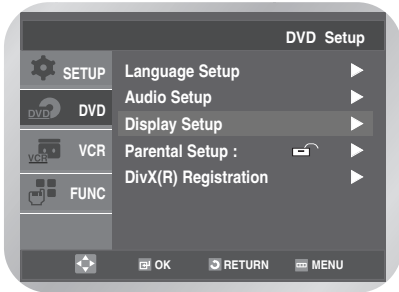 DVD Setup
SETUP
Language Setup
Audio Setup
DVD
DVD
Display Setup
VCR
VCR
Parental Setup :
FUNC
DivX(R) Registration
OK
RETURN
MENU